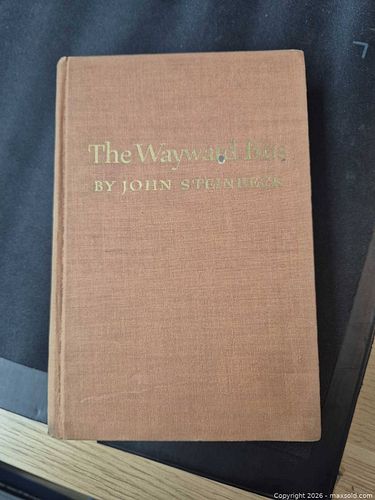 The Wayward Bus
BY JOHN STEINBECK
Copyright 2026 - maxsold.com